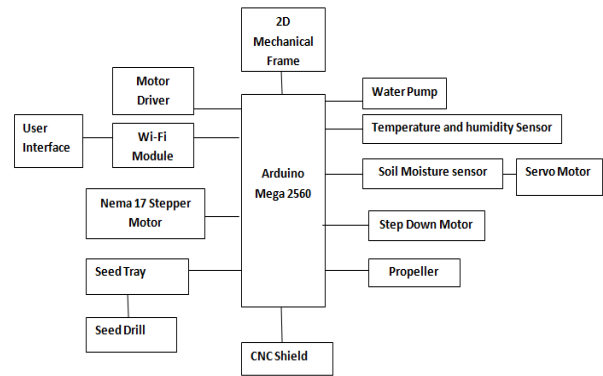 2D
Mechanical
Frame
Motor
Driver
Water Pump
User
Interface
Wi-Fi
Module
Temperature and humidity Sensor
Arduino
Mega 2560
Soil Moisture sensor
Servo Motor
Nema 17 Stepper
Motor
Step Down Motor
Seed Tray
Propeller
Seed Drill
CNC Shield